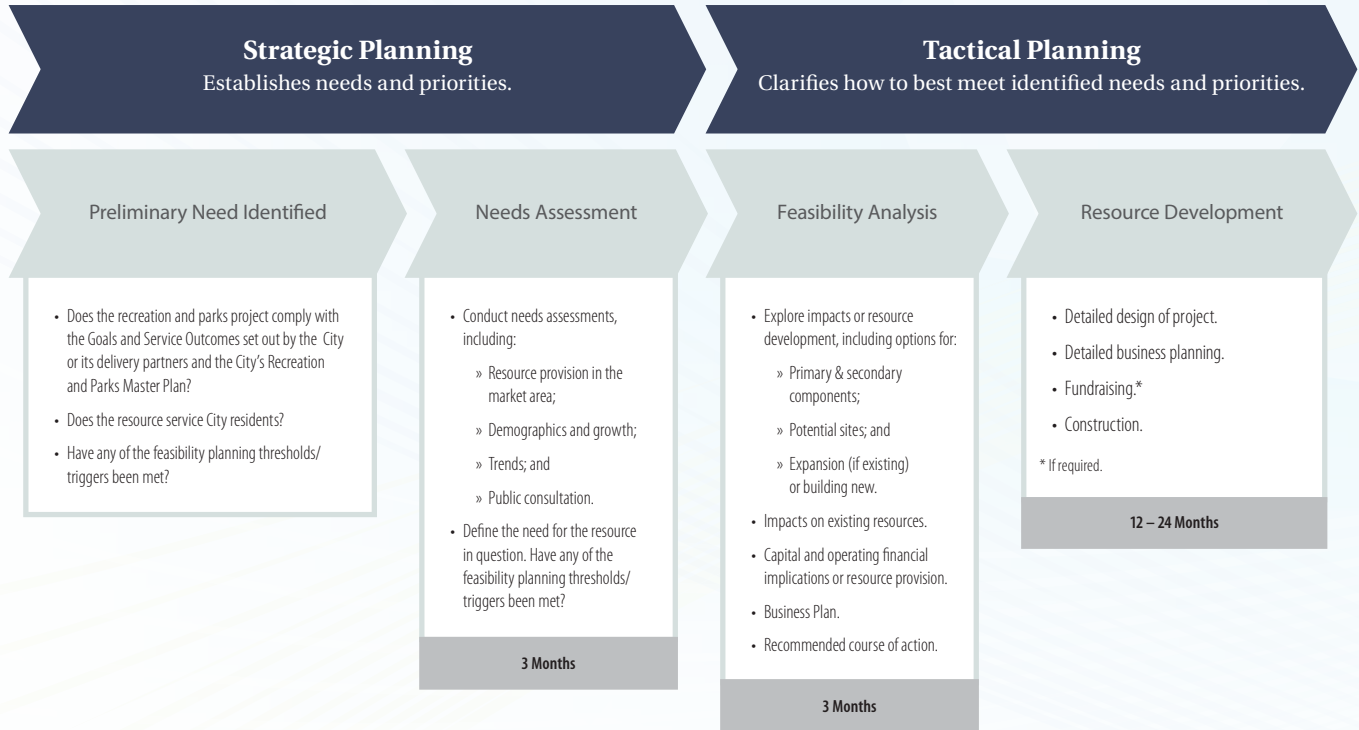 Strategic Planning
Establishes needs and priorities.
Tactical Planning
Clarifies how to best meet identified needs and priorities.
Preliminary Need Identified
• Does the recreation and parks project comply with
the Goals and Service Outcomes set out by the City
or its delivery partners and the City's Recreation
and Parks Master Plan?
• Does the resource service City residents?
• Have any of the feasibility planning thresholds/
triggers been met?
Needs Assessment
• Conduct needs assessments,
including:
» Resource provision in the
market area;
» Demographics and growth;
» Trends; and
» Public consultation.
• Define the need for the resource
in question. Have any of the
feasibility planning thresholds/
triggers been met?
3 Months
Feasibility Analysis
• Explore impacts or resource
development, including options for:
» Primary & secondary
components;
» Potential sites; and
» Expansion (if existing)
or building new.
• Impacts on existing resources.
• Capital and operating financial
implications or resource provision.
• Business Plan.
• Recommended course of action.
3 Months
Resource Development
• Detailed design of project.
• Detailed business planning.
• Fundraising.*
• Construction.
* If required.
12 – 24 Months